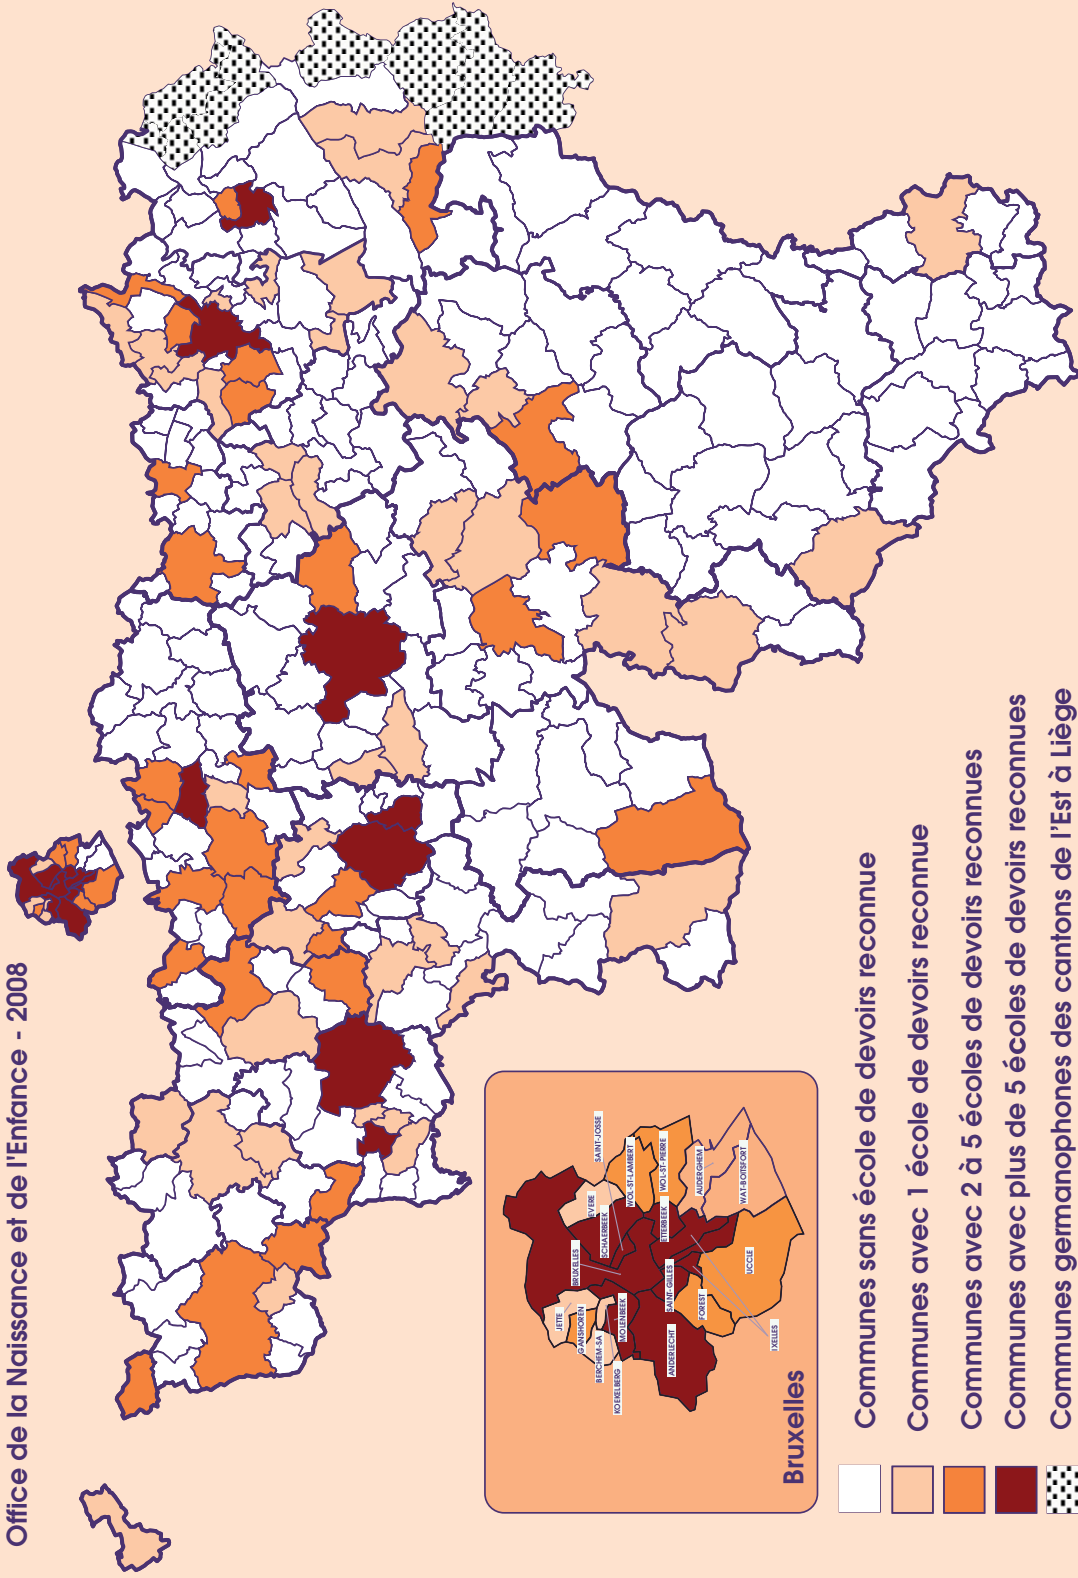 Office de la Naissance et de l'Enfance - 2008
SAINT-JOSSE
EVERE
WOL-ST-LAMBERT
SCHAERBEEK
WOL-ST-PIERRE
BRUXELLES
ETTERBEEK
AUDERGHEM
WAT-BOITSFORT
JETTE
GANSHOREN
BERCHEM-SA
KOEKELBERG
MOLENBEEK
SAINT-GILLES
FOREST
UCCLE
ANDERLECHT
IXELLES
Bruxelles
Communes sans école de devoirs reconnue
Communes avec 1 école de devoirs reconnue
Communes avec 2 à 5 écoles de devoirs reconnues
Communes avec plus de 5 écoles de devoirs reconnues
Communes germanophones des cantons de l'Est à Liège